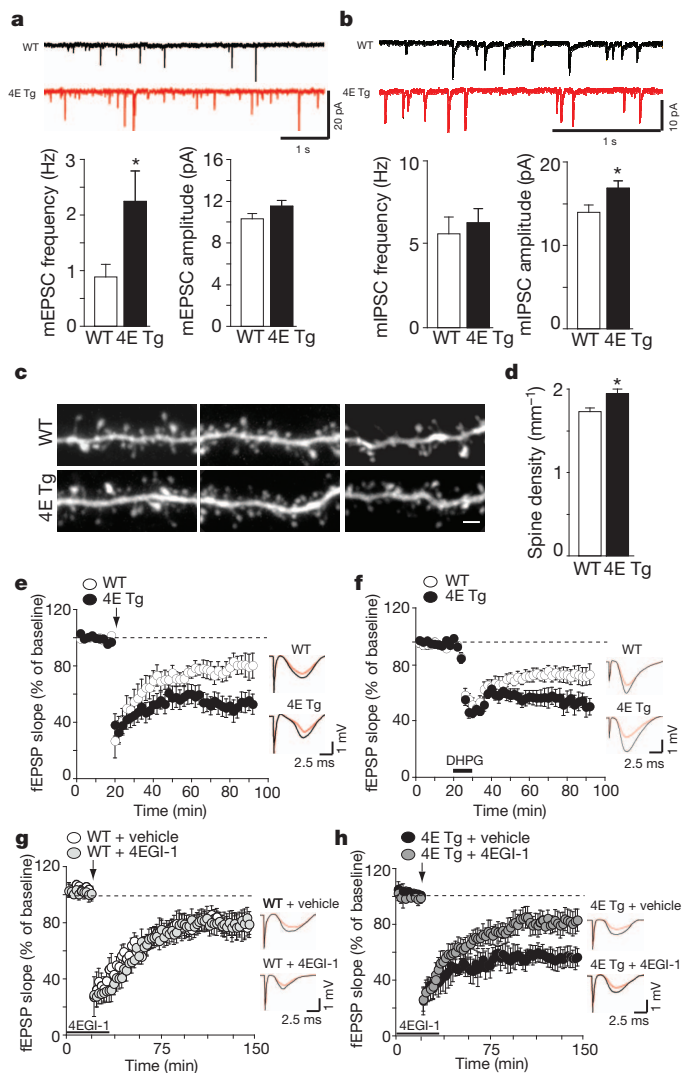 a
WT
4E Tg
20 pA
1 s
mEPSC frequency (Hz)
3
2
1
0
*
WT 4E Tg
mEPSC amplitude (pA)
16
12
8
4
0
WT 4E Tg
b
WT
4E Tg
10 pA
1 s
mIPSC frequency (Hz)
10
5
0
WT 4E Tg
mIPSC amplitude (pA)
20
15
10
5
0
*
WT 4E Tg
c
WT
4E Tg
d
Spine density (mm⁻¹)
2
1
0
*
WT 4E Tg
e
WT
4E Tg
fEPSP slope (% of baseline)
120
80
40
0
0 20 40 60 80 100
Time (min)
WT
4E Tg
1 mV
2.5 ms
f
WT
4E Tg
fEPSP slope (% of baseline)
120
80
40
0
DHPG
0 20 40 60 80 100
Time (min)
WT
4E Tg
1 mV
2.5 ms
g
WT + vehicle
WT + 4EGI-1
fEPSP slope (% of baseline)
120
80
40
0
4EGI-1
0 75 150
Time (min)
WT + vehicle
WT + 4EGI-1
1 mV
2.5 ms
h
4E Tg + vehicle
4E Tg + 4EGI-1
fEPSP slope (% of baseline)
120
80
40
0
4EGI-1
0 75 150
Time (min)
4E Tg + vehicle
4E Tg + 4EGI-1
1 mV
2.5 ms